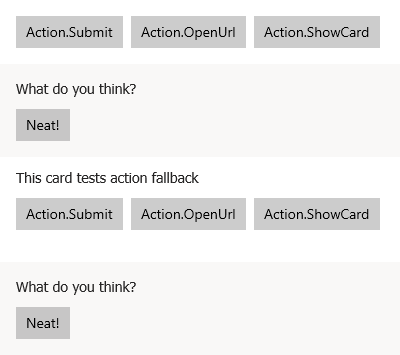 Action.Submit Action.OpenUrl Action.ShowCard
What do you think?
Neat!
This card tests action fallback
Action.Submit Action.OpenUrl Action.ShowCard
What do you think?
Neat!